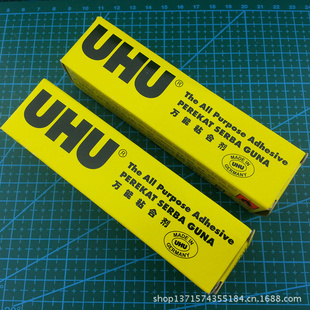 UHU®
The All Purpose Adhesive
PEREKAT SERBA GUNA
万能粘合剂
MADE IN
UHU
GERMANY
UHU®
The All Purpose Adhesive
PEREKAT SERBA GUNA
万能粘合剂
MADE IN
UHU
GERMANY
shop1371574355184.cn.1688.com